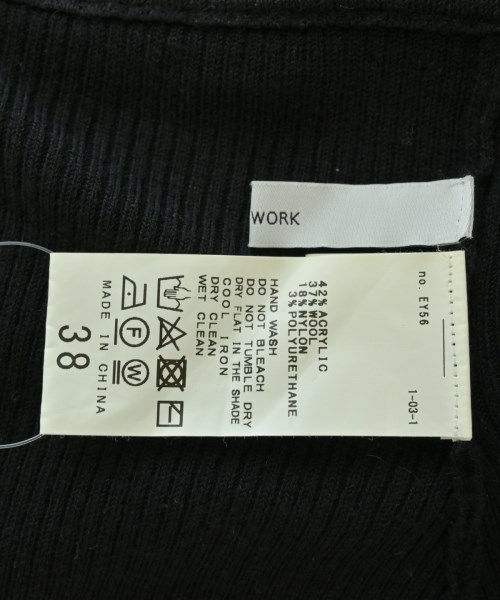 WORK
no. EY56
1-03-1
42% ACRYLIC
37% WOOL
18% NYLON
3% POLYURETHANE
HAND WASH
DO NOT BLEACH
DO NOT TUMBLE DRY
DRY FLAT IN THE SHADE
COOL IRON
DRY CLEAN
WET CLEAN
P
W
MADE IN CHINA
38